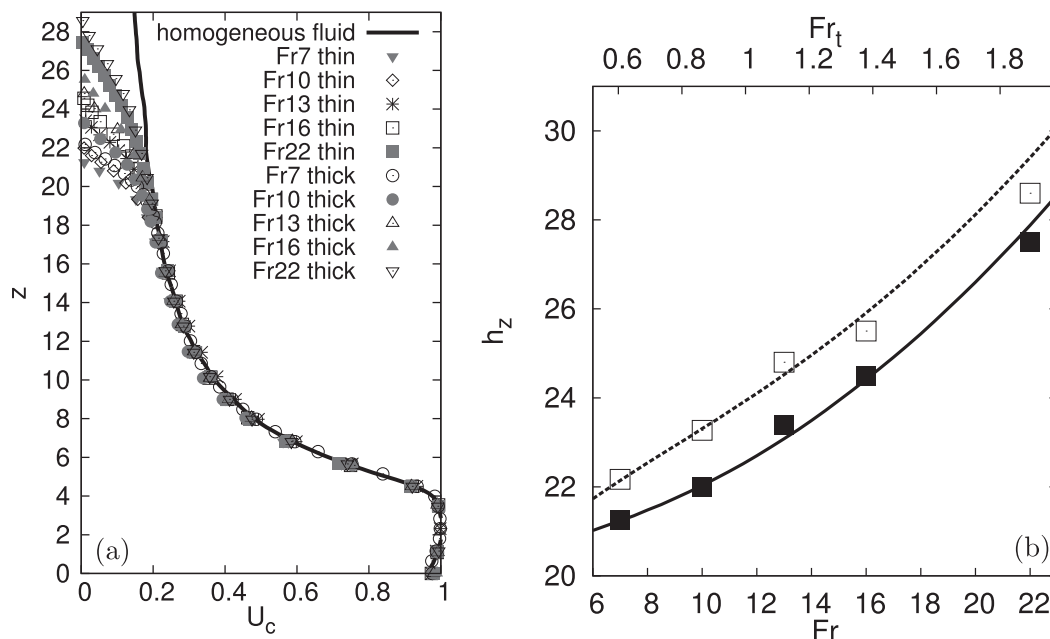 28
26
24
22
20
18
16
14
12
10
8
6
4
2
0
z
homogeneous fluid
Fr7 thin
Fr10 thin
Fr13 thin
Fr16 thin
Fr22 thin
Fr7 thick
Fr10 thick
Fr13 thick
Fr16 thick
Fr22 thick
(a)
0 0.2 0.4 0.6 0.8 1
U_c
Fr_t
0.6 0.8 1 1.2 1.4 1.6 1.8
30
28
26
24
22
20
h_z
(b)
6 8 10 12 14 16 18 20 22
Fr